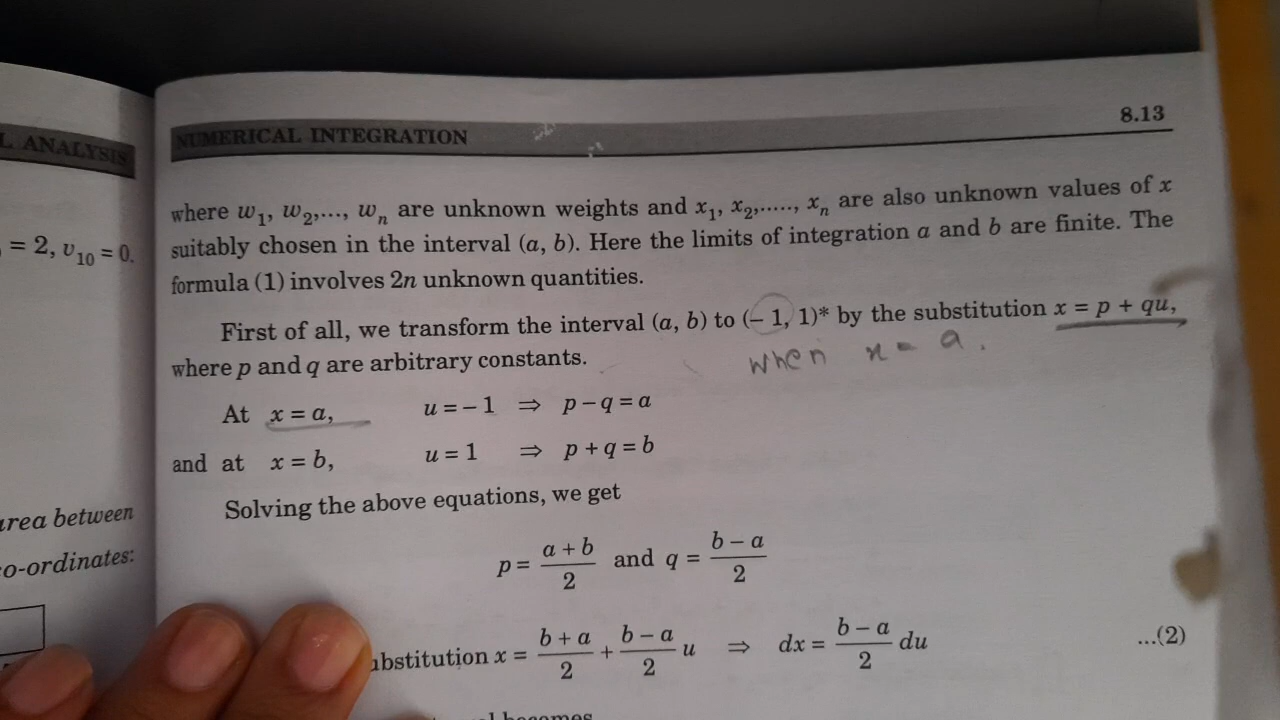 L ANALYSIS
= 2, v₁₀ = 0.
area between
o-ordinates:
NUMERICAL INTEGRATION
8.13
where w₁, w₂,..., wₙ are unknown weights and x₁, x₂,....., xₙ are also unknown values of x
suitably chosen in the interval (a, b). Here the limits of integration a and b are finite. The
formula (1) involves 2n unknown quantities.
First of all, we transform the interval (a, b) to (– 1, 1)* by the substitution x = p + qu,
where p and q are arbitrary constants.
when x = a.
At x = a, u = – 1 ⇒ p – q = a
and at x = b, u = 1 ⇒ p + q = b
Solving the above equations, we get
p = (a + b)/2 and q = (b – a)/2
ubstitution x = (b + a)/2 + (b – a)/2 u ⇒ dx = (b – a)/2 du ...(2)
becomes